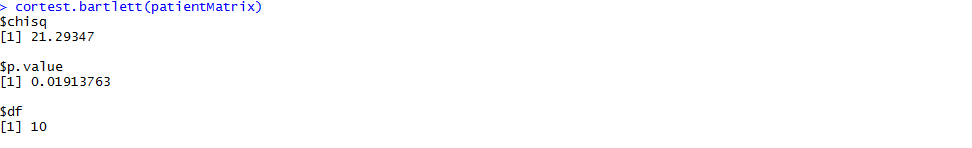 > cortest.bartlett(patientMatrix)
$chisq
[1] 21.29347
$p.value
[1] 0.01913763
$df
[1] 10